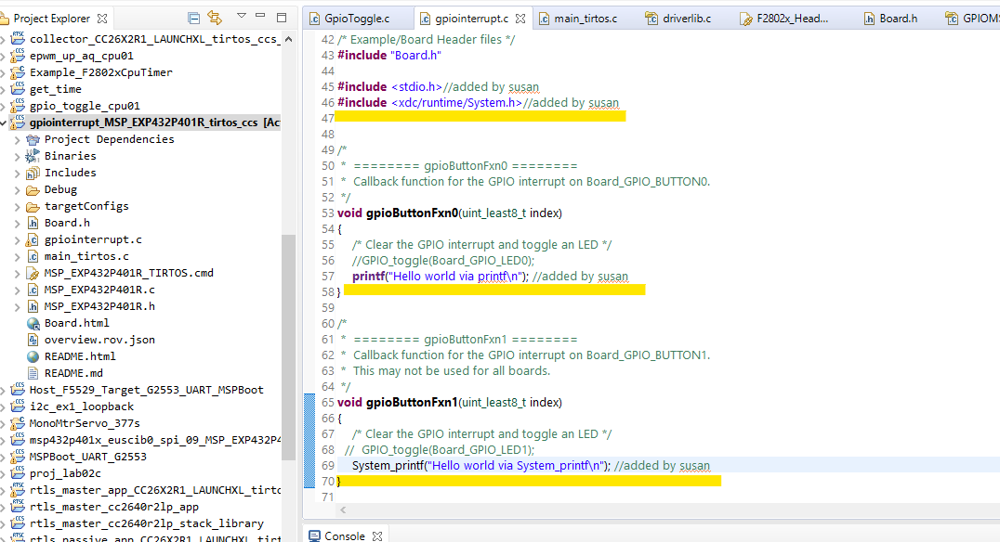 Project Explorer
collector_CC26X2R1_LAUNCHXL_tirtos_ccs_
epwm_up_aq_cpu01
Example_F2802xCpuTimer
get_time
gpio_toggle_cpu01
gpiointerrupt_MSP_EXP432P401R_tirtos_ccs [Ac
Project Dependencies
Binaries
Includes
Debug
targetConfigs
Board.h
gpiointerrupt.c
main_tirtos.c
MSP_EXP432P401R_TIRTOS.cmd
MSP_EXP432P401R.c
MSP_EXP432P401R.h
Board.html
overview.rov.json
README.html
README.md
Host_F5529_Target_G2553_UART_MSPBoot
i2c_ex1_loopback
MonoMtrServo_377s
msp432p401x_euscib0_spi_09_MSP_EXP432P4
MSPBoot_UART_G2553
proj_lab02c
rtls_master_app_CC26X2R1_LAUNCHXL_tirto
rtls_master_cc2640r2lp_app
rtls_master_cc2640r2lp_stack_library
rtls_passive_app_CC26X2R1_LAUNCHXL_tirt
GpioToggle.c gpiointerrupt.c main_tirtos.c driverlib.c F2802x_Head... Board.h GPIOMS
42 /* Example/Board Header files */
43 #include "Board.h"
44
45 #include <stdio.h>//added by susan
46 #include <xdc/runtime/System.h>//added by susan
47
48
49 /*
50 * ======== gpioButtonFxn0 ========
51 * Callback function for the GPIO interrupt on Board_GPIO_BUTTON0.
52 */
53 void gpioButtonFxn0(uint_least8_t index)
54 {
55 /* Clear the GPIO interrupt and toggle an LED */
56 //GPIO_toggle(Board_GPIO_LED0);
57 printf("Hello world via printf\n"); //added by susan
58 }
59
60 /*
61 * ======== gpioButtonFxn1 ========
62 * Callback function for the GPIO interrupt on Board_GPIO_BUTTON1.
63 * This may not be used for all boards.
64 */
65 void gpioButtonFxn1(uint_least8_t index)
66 {
67 /* Clear the GPIO interrupt and toggle an LED */
68 // GPIO_toggle(Board_GPIO_LED1);
69 System_printf("Hello world via System_printf\n"); //added by susan
70 }
71
Console